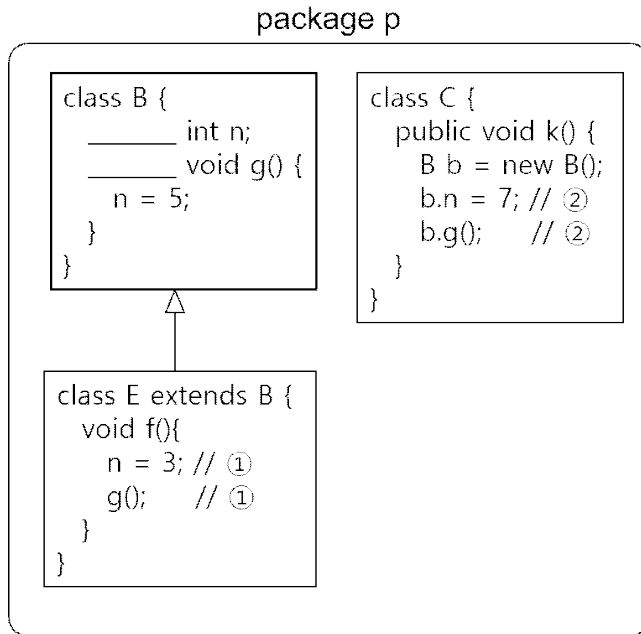 package p
class B {
_______ int n;
_______ void g() {
n = 5;
}
}
class C {
public void k() {
B b = new B();
b.n = 7; // ②
b.g(); // ②
}
}
class E extends B {
void f(){
n = 3; // ①
g(); // ①
}
}